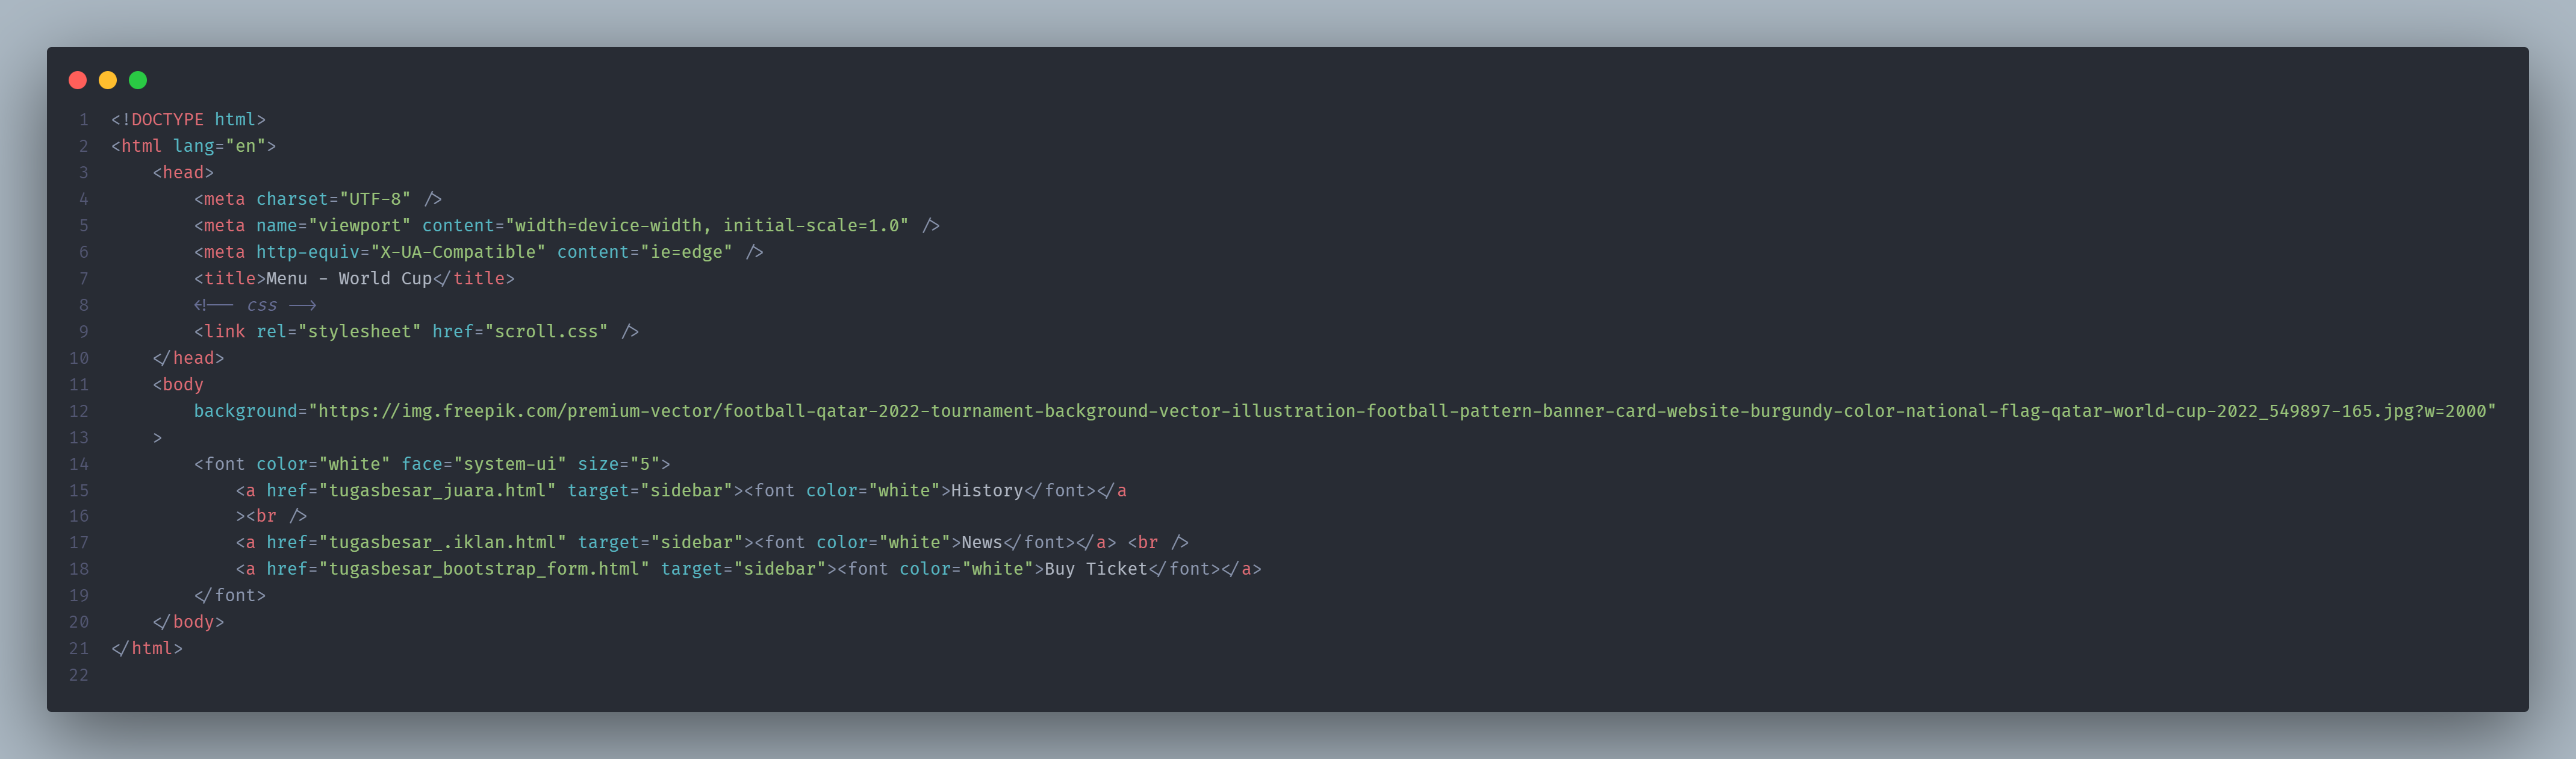 1 <!DOCTYPE html>
2 <html lang="en">
3     <head>
4         <meta charset="UTF-8" />
5         <meta name="viewport" content="width=device-width, initial-scale=1.0" />
6         <meta http-equiv="X-UA-Compatible" content="ie=edge" />
7         <title>Menu - World Cup</title>
8         <!-- css -->
9         <link rel="stylesheet" href="scroll.css" />
10     </head>
11     <body
12         background="https://img.freepik.com/premium-vector/football-qatar-2022-tournament-background-vector-illustration-football-pattern-banner-card-website-burgundy-color-national-flag-qatar-world-cup-2022_549897-165.jpg?w=2000"
13     >
14         <font color="white" face="system-ui" size="5">
15             <a href="tugasbesar_juara.html" target="sidebar"><font color="white">History</font></a
16             ><br />
17             <a href="tugasbesar_.iklan.html" target="sidebar"><font color="white">News</font></a> <br />
18             <a href="tugasbesar_bootstrap_form.html" target="sidebar"><font color="white">Buy Ticket</font></a>
19         </font>
20     </body>
21 </html>
22